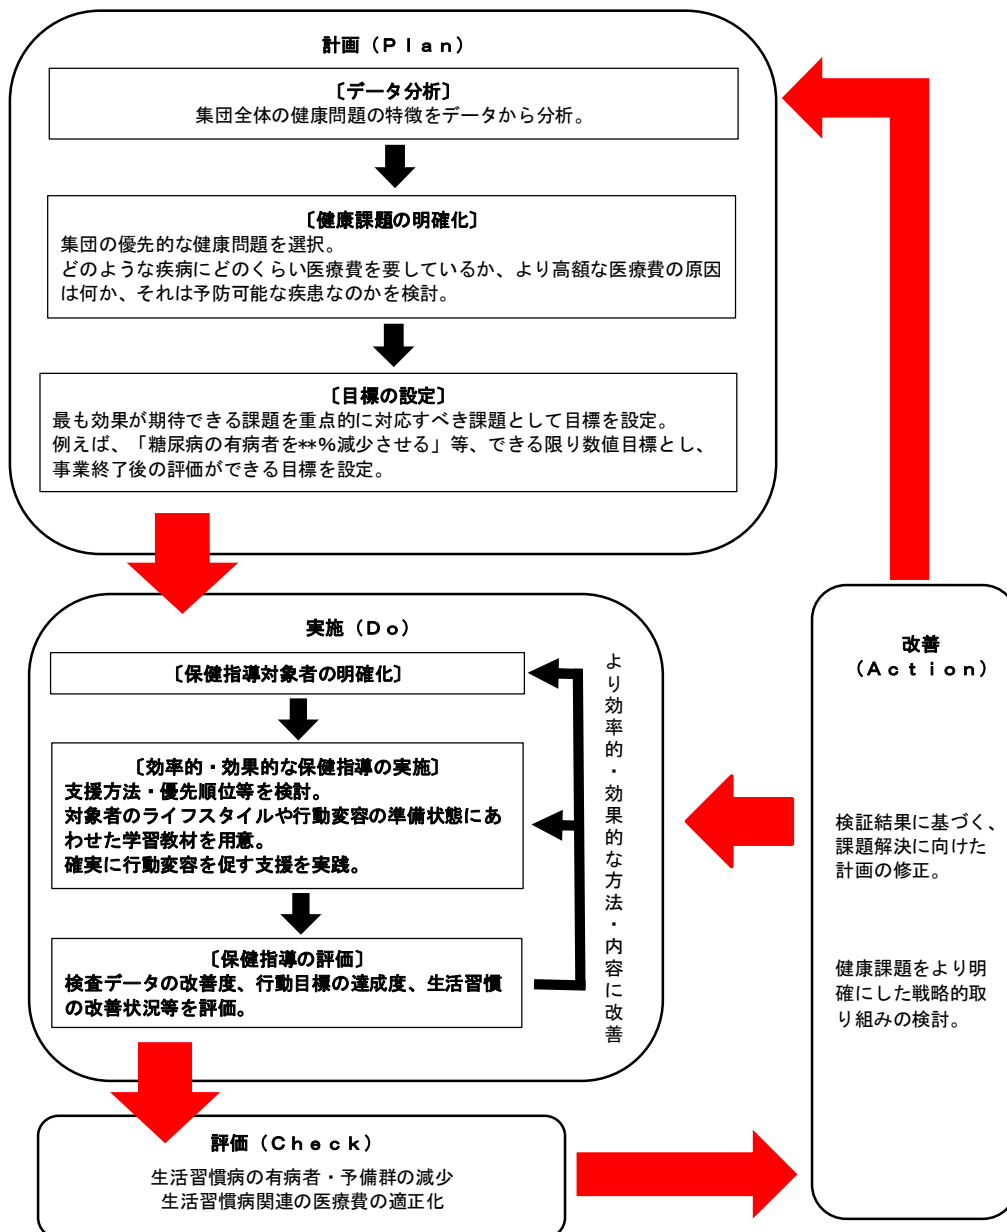 計画（Ｐｌａｎ）
〔データ分析〕
集団全体の健康問題の特徴をデータから分析。
〔健康課題の明確化〕
集団の優先的な健康問題を選択。
どのような疾病にどのくらい医療費を要しているか、より高額な医療費の原因
は何か、それは予防可能な疾患なのかを検討。
〔目標の設定〕
最も効果が期待できる課題を重点的に対応すべき課題として目標を設定。
例えば、「糖尿病の有病者を**%減少させる」等、できる限り数値目標とし、
事業終了後の評価ができる目標を設定。
実施（Ｄｏ）
〔保健指導対象者の明確化〕
〔効率的・効果的な保健指導の実施〕
支援方法・優先順位等を検討。
対象者のライフスタイルや行動変容の準備状態にあ
わせた学習教材を用意。
確実に行動変容を促す支援を実践。
〔保健指導の評価〕
検査データの改善度、行動目標の達成度、生活習慣
の改善状況等を評価。
より効率的・効果的な方法・内容に改善
評価（Ｃｈｅｃｋ）
生活習慣病の有病者・予備群の減少
生活習慣病関連の医療費の適正化
改善
（Ａｃｔｉｏｎ）
検証結果に基づく、
課題解決に向けた
計画の修正。
健康課題をより明
確にした戦略的取
り組みの検討。